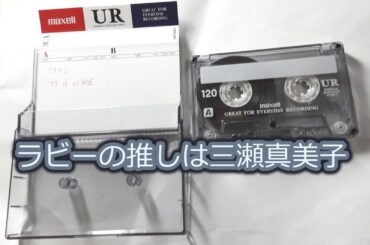 maxell
UR
GREAT FOR
EVERYDAY
RECORDING
A
B
maxell
UR
120
A
GREAT FOR EVERYDAY RECORDING
ラビーの推しは三瀬真美子